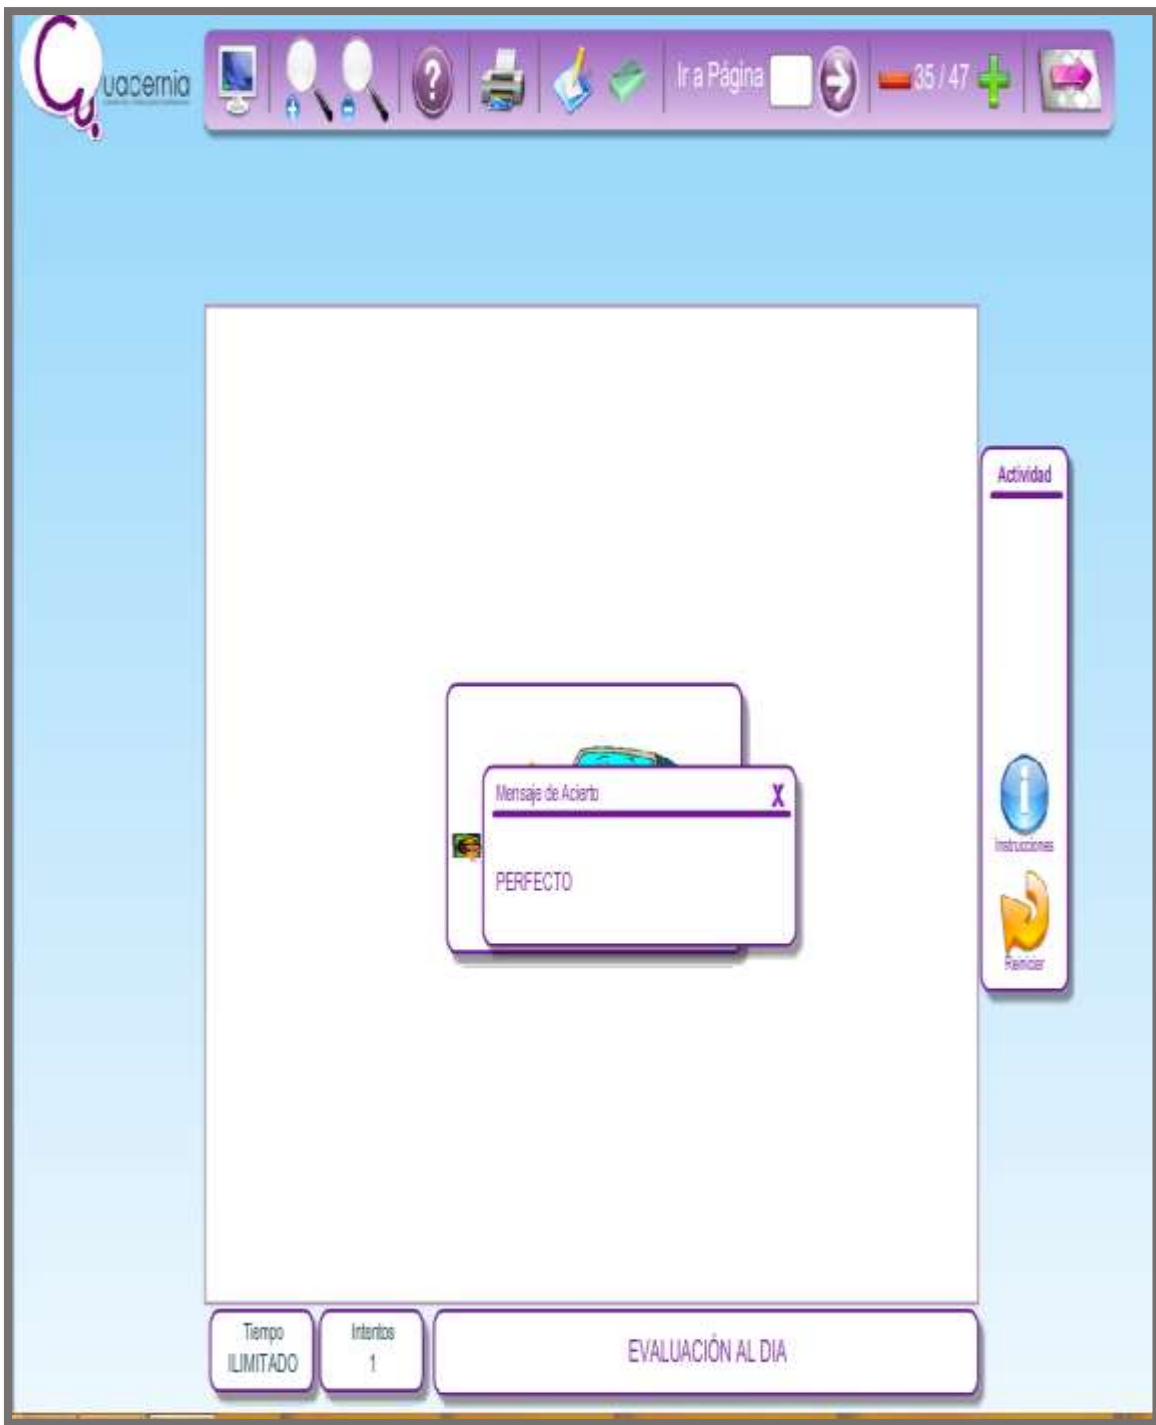 uacernia
Ir a Página
35 / 47
?
Actividad
Mensaje de Acierto
X
PERFECTO
i
Instrucciones
Reiniciar
Tiempo
ILIMITADO
Intentos
1
EVALUACIÓN AL DIA